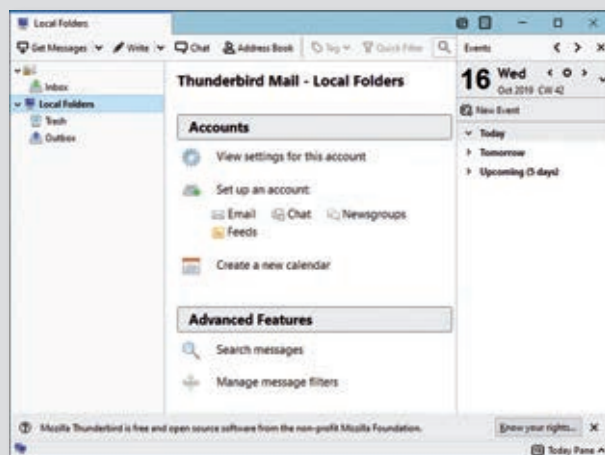 Local Folders
Get Messages Write Chat Address Book Tag Quick Filter
Events
Inbox
Local Folders
Trash
Outbox
Thunderbird Mail - Local Folders
Accounts
View settings for this account
Set up an account:
Email Chat Newsgroups
Feeds
Create a new calendar
Advanced Features
Search messages
Manage message filters
16 Wed
Oct 2019 CW 42
New Event
Today
Tomorrow
Upcoming (5 days)
Mozilla Thunderbird is free and open source software from the non-profit Mozilla Foundation.
Know your rights...
Today Pane